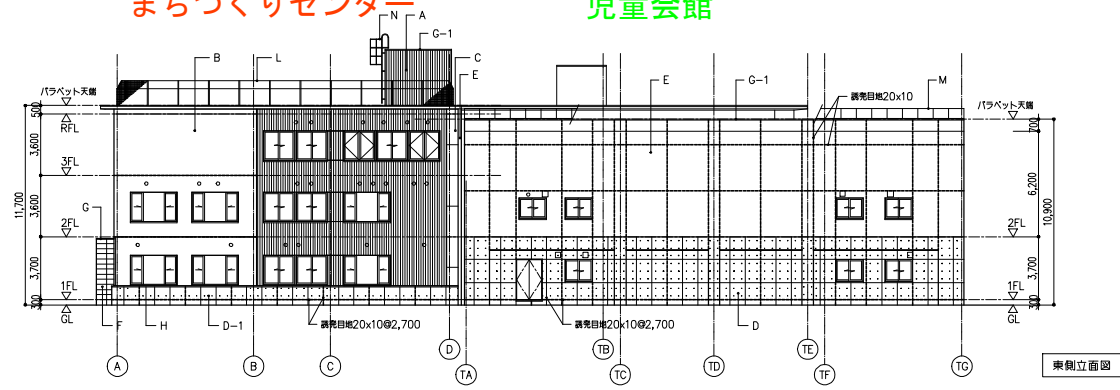 まちづくりセンター
児童会館
N
A
G-1
B
L
C
E
E
G-1
M
パラペット天端
誘発目地20x10
パラペット天端
500
RFL
700
3,600
3FL
11,700
3,600
6,200
10,900
G
2FL
2FL
3,700
3,700
1FL
1FL
300
GL
300
GL
F
H
D-1
誘発目地20x10@2,700
誘発目地20x10@2,700
D
A
B
C
D
TA
TB
TC
TD
TE
TF
TG
東側立面図